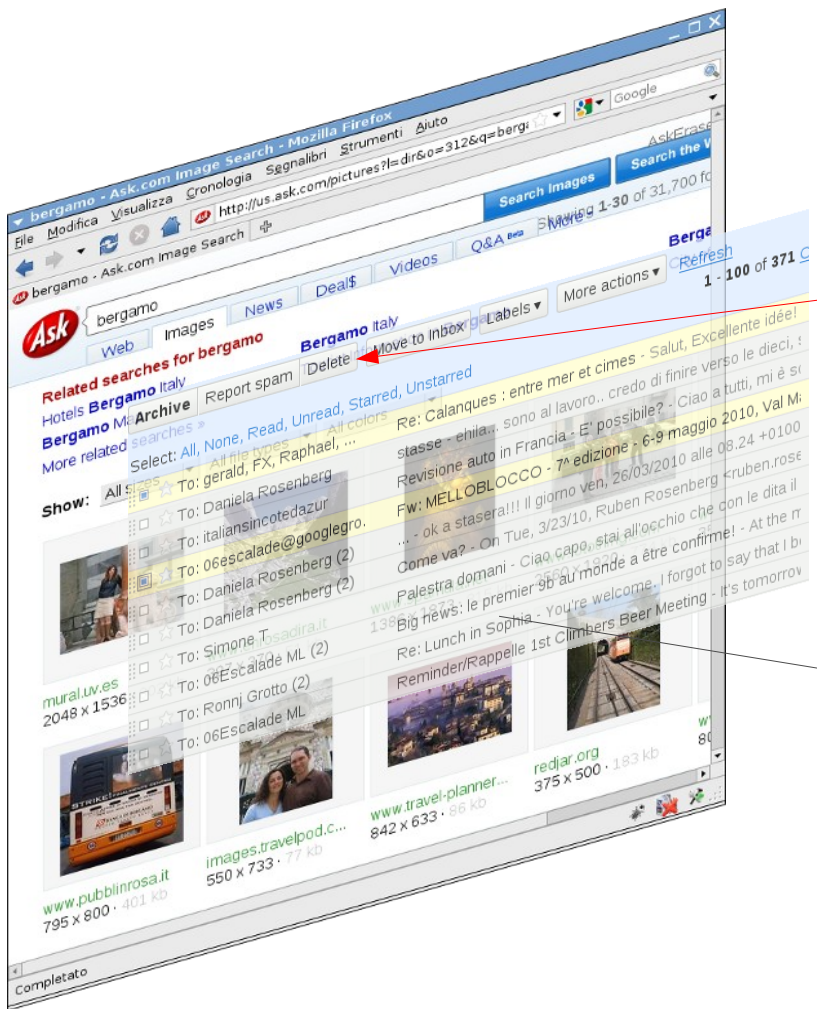 bergamo - Ask.com Image Search - Mozilla Firefox
File Modifica Visualizza Cronologia Segnalibri Strumenti Aiuto
http://us.ask.com/pictures?l=dir&o=312&q=berga
Google
bergamo - Ask.com Image Search
AskErase
Ask
bergamo
Search Images
Search the W
Web Images News Deal$ Videos Q&A Beta More »
Showing 1-30 of 31,700 fo
Related searches for bergamo
Hotels Bergamo Italy
Bergamo Italy
Berga
Bergamo Ma
More related searches »
Show: All sizes
All file types
All colors
Archive
Report spam
Delete
Move to Inbox
Labels ▾
More actions ▾
Refresh
1 - 100 of 371
Select: All, None, Read, Unread, Starred, Unstarred
To: gerald, FX, Raphael, ...
Re: Calanques : entre mer et cimes - Salut, Excellente idée!
To: Daniela Rosenberg
stasse - ehila... sono al lavoro.. credo di finire verso le dieci, s
To: italiansincotedazur
Revisione auto in Francia - E' possibile? - Ciao a tutti, mi è so
To: 06escalade@googlegro.
Fw: MELLOBLOCCO - 7^ edizione - 6-9 maggio 2010, Val Ma
To: Daniela Rosenberg (2)
... - ok a stasera!!! Il giorno ven, 26/03/2010 alle 08.24 +0100
To: Daniela Rosenberg (2)
Come va? - On Tue, 3/23/10, Ruben Rosenberg <ruben.rose
To: Simone T
Palestra domani - Ciao capo, stai all'occhio che con le dita il
To: 06Escalade ML (2)
Big news: le premier 9b au monde a être confirme! - At the m
To: Ronnj Grotto (2)
Re: Lunch in Sophia - You're welcome. I forgot to say that I be
To: 06Escalade ML
Reminder/Rappelle 1st Climbers Beer Meeting - It's tomorrow
mural.uv.es
2048 x 1536
STRIKE!
www.pubblinrosa.it
795 x 800 · 401 kb
images.travelpod.c...
550 x 733 · 77 kb
www.travel-planner...
842 x 633 · 86 kb
redjar.org
375 x 500 · 183 kb
Completato